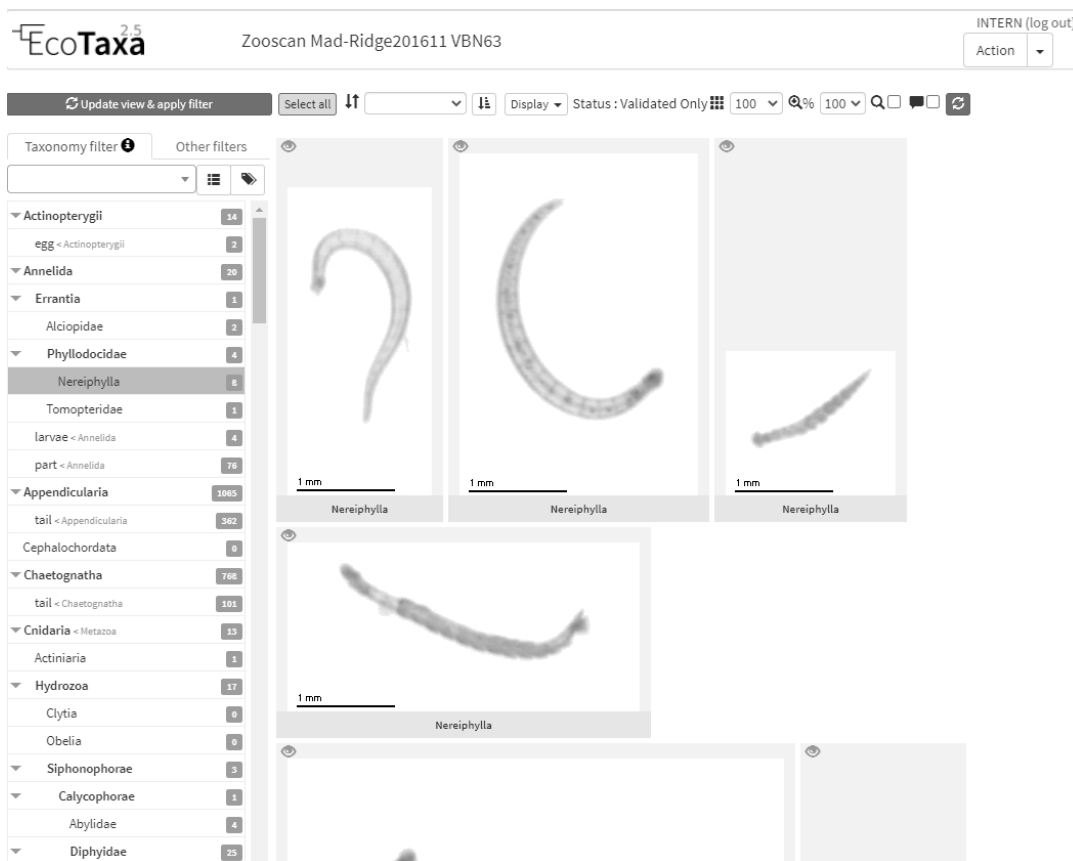 INTERN (log out)
EcoTaxa 2.5
Zooscan Mad-Ridge201611 VBN63
Action
Update view & apply filter
Select all
Display
Status : Validated Only
100
%
100
Taxonomy filter
Other filters
Actinopterygii 14
egg < Actinopterygii 2
Annelida 20
Errantia 1
Alciopidae 2
Phyllodocidae 4
Nereiphylla
Tomopteridae 1
larvae < Annelida 4
part < Annelida 76
Appendicularia 1065
tail < Appendicularia 362
Cephalochordata 0
Chaetognatha 768
tail < Chaetognatha 101
Cnidaria < Metazoa
Actiniaria 1
Hydrozoa 17
Clytia 0
Obelia 0
Siphonophorae 3
Calycophorae 1
Abylidae 4
Diphyidae 25
1 mm
Nereiphylla
1 mm
Nereiphylla
1 mm
Nereiphylla
1 mm
Nereiphylla